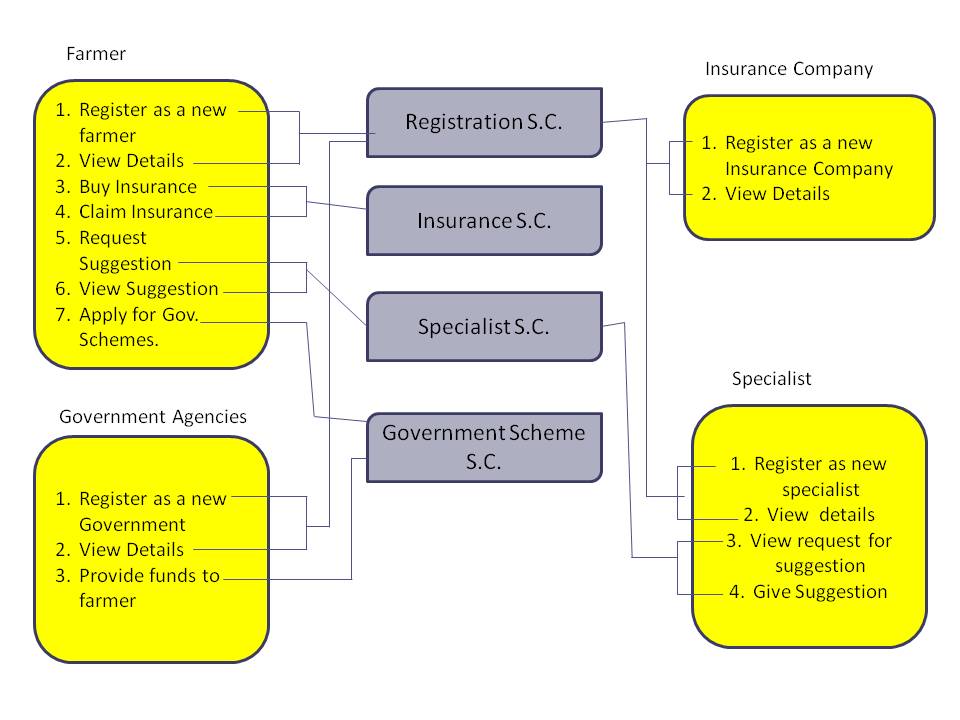 Farmer
1. Register as a new
farmer
2. View Details
3. Buy Insurance
4. Claim Insurance
5. Request
Suggestion
6. View Suggestion
7. Apply for Gov.
Schemes.
Government Agencies
1. Register as a new
Government
2. View Details
3. Provide funds to
farmer
Registration S.C.
Insurance S.C.
Specialist S.C.
Government Scheme
S.C.
Insurance Company
1. Register as a new
Insurance Company
2. View Details
Specialist
1. Register as new
specialist
2. View details
3. View request for
suggestion
4. Give Suggestion